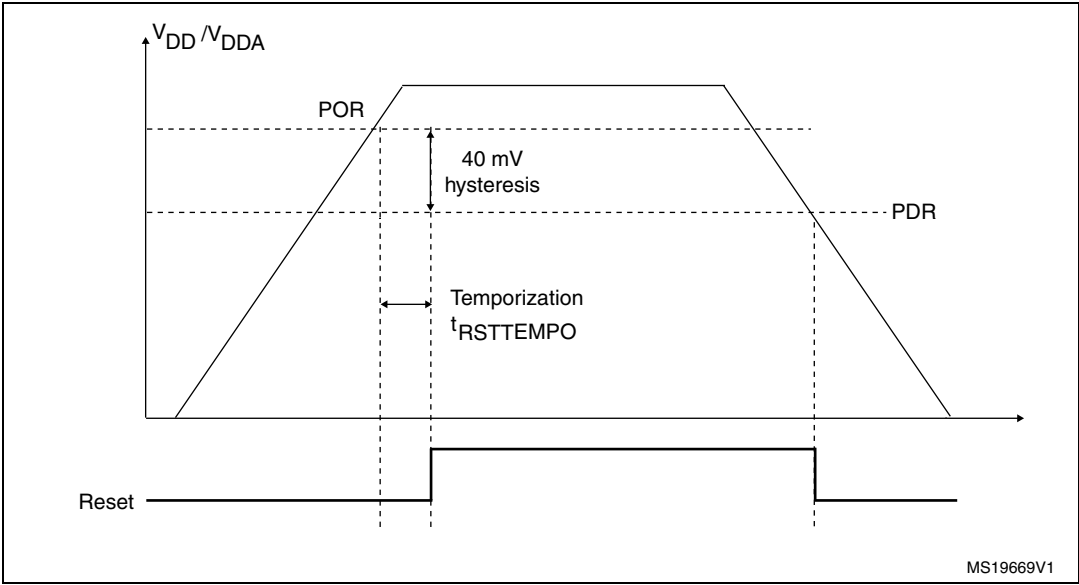 VDD /VDDA
POR
40 mV
hysteresis
PDR
Temporization
tRSTTEMPO
Reset
MS19669V1